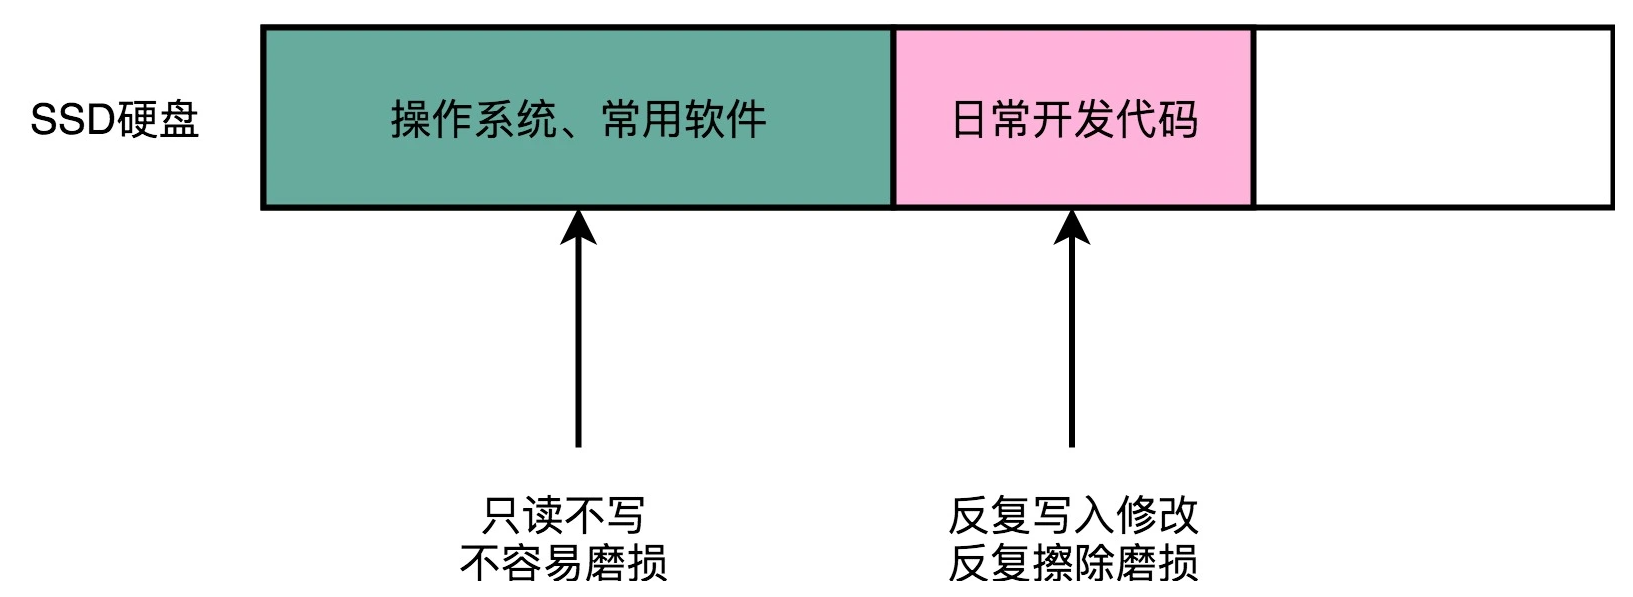 SSD硬盘
操作系统、常用软件
日常开发代码
只读不写
不容易磨损
反复写入修改
反复擦除磨损